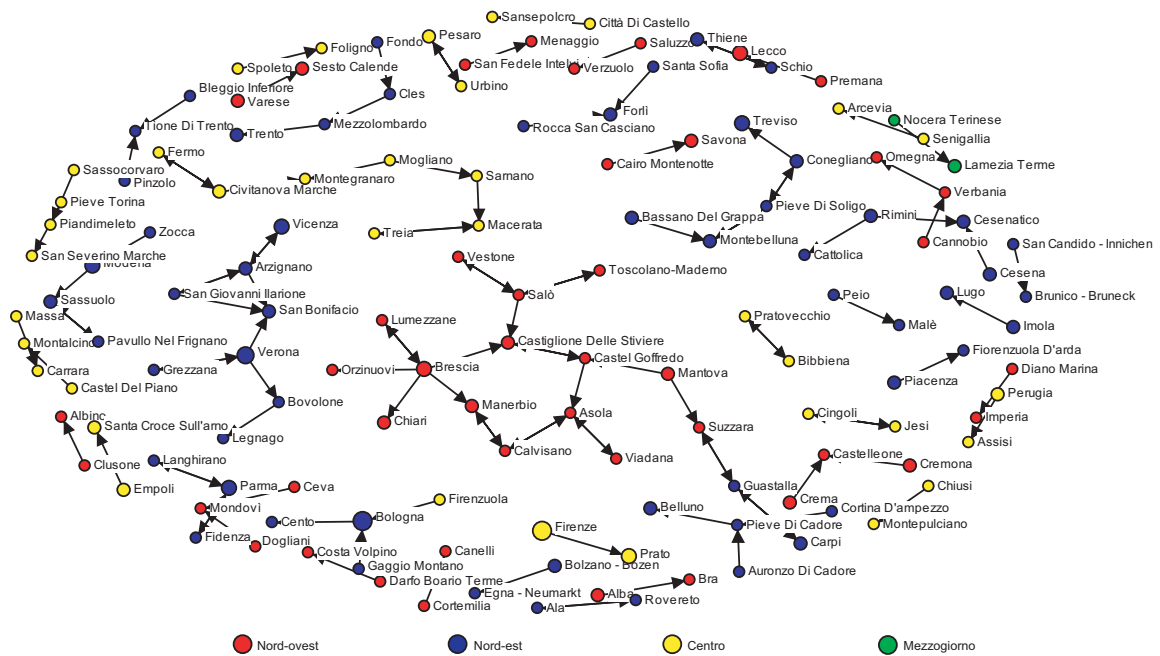 Sansepolcro
Città Di Castello
Pesaro
Thiene
Fondo
Foligno
Menaggio
Saluzzo
Lecco
Spoleto
Sesto Calende
San Fedele Intelvi
Verzuolo
Santa Sofia
Schio
Premana
Urbino
Bleggio Inferiore
Varese
Cles
Arcevia
Forlì
Nocera Terinese
Tione Di Trento
Trento
Mezzolombardo
Rocca San Casciano
Treviso
Senigallia
Savona
Fermo
Mogliano
Cairo Montenotte
Conegliano
Omegna
Lamezia Terme
Sassocorvaro
Pinzolo
Civitanova Marche
Montegranaro
Sarnano
Verbania
Pieve Torina
Pieve Di Soligo
Piandimeleto
Vicenza
Macerata
Bassano Del Grappa
Rimini
Cesenatico
Zocca
Treia
Montebelluna
Cannobio
San Candido - Innichen
San Severino Marche
Vestone
Cattolica
Modena
Arzignano
Toscolano-Maderno
Cesena
San Giovanni Ilarione
Salò
Peio
Lugo
Brunico - Bruneck
Sassuolo
San Bonifacio
Massa
Lumezzane
Pratovecchio
Malè
Imola
Montalcino
Pavullo Nel Frignano
Castiglione Delle Stiviere
Fiorenzuola D'arda
Verona
Castel Goffredo
Bibbiena
Carrara
Grezzana
Orzinuovi
Brescia
Mantova
Diano Marina
Castel Del Piano
Piacenza
Perugia
Bovolone
Manerbio
Albino
Asola
Cingoli
Imperia
Santa Croce Sull'arno
Chiari
Suzzara
Jesi
Legnago
Assisi
Calvisano
Castelleone
Clusone
Langhirano
Viadana
Cremona
Empoli
Parma
Ceva
Guastalla
Chiusi
Firenzuola
Crema
Mondovì
Belluno
Cortina D'ampezzo
Cento
Bologna
Firenze
Pieve Di Cadore
Montepulciano
Fidenza
Dogliani
Costa Volpino
Canelli
Prato
Carpi
Gaggio Montano
Bolzano - Bozen
Auronzo Di Cadore
Darfo Boario Terme
Bra
Egna - Neumarkt
Alba
Cortemilia
Ala
Rovereto
Nord-ovest
Nord-est
Centro
Mezzogiorno